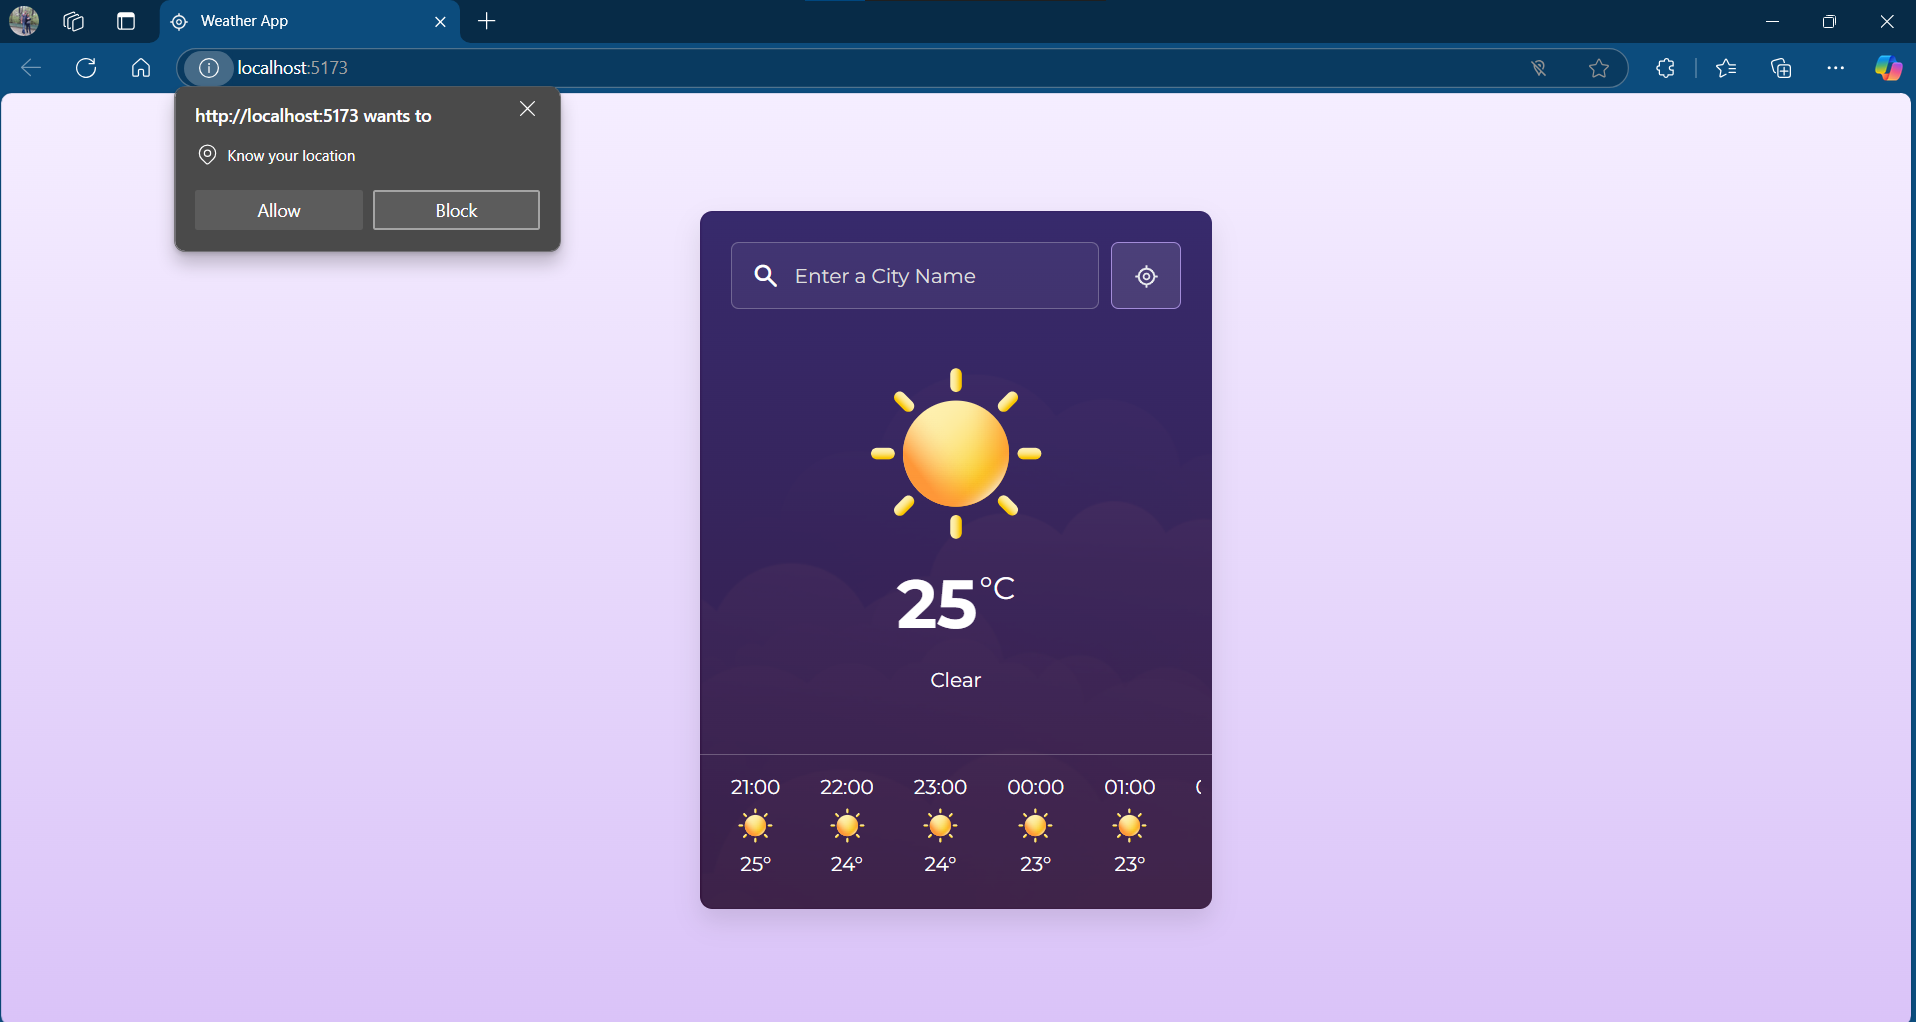 Weather App
localhost:5173
http://localhost:5173 wants to
Know your location
Allow Block
Enter a City Name
25°C
Clear
21:00 22:00 23:00 00:00 01:00
25° 24° 24° 23° 23°